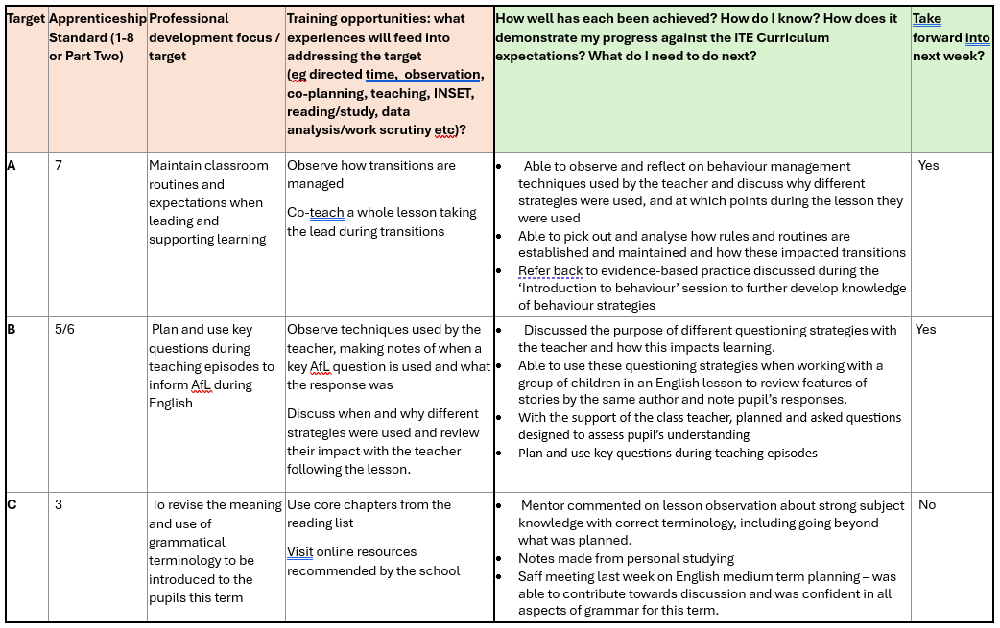 Target
Apprenticeship
Standard (1-8
or Part Two)
Professional
development focus /
target
Training opportunities: what
experiences will feed into
addressing the target
(eg directed time, observation,
co-planning, teaching, INSET,
reading/study, data
analysis/work scrutiny etc)?
How well has each been achieved? How do I know? How does it
demonstrate my progress against the ITE Curriculum
expectations? What do I need to do next?
Take
forward into
next week?
A
7
Maintain classroom
routines and
expectations when
leading and
supporting learning
Observe how transitions are
managed
Co-teach a whole lesson taking
the lead during transitions
• Able to observe and reflect on behaviour management
techniques used by the teacher and discuss why different
strategies were used, and at which points during the lesson they
were used
• Able to pick out and analyse how rules and routines are
established and maintained and how these impacted transitions
• Refer back to evidence-based practice discussed during the
‘Introduction to behaviour’ session to further develop knowledge
of behaviour strategies
Yes
B
5/6
Plan and use key
questions during
teaching episodes to
inform AfL during
English
Observe techniques used by the
teacher, making notes of when a
key AfL question is used and what
the response was
Discuss when and why different
strategies were used and review
their impact with the teacher
following the lesson.
• Discussed the purpose of different questioning strategies with
the teacher and how this impacts learning.
• Able to use these questioning strategies when working with a
group of children in an English lesson to review features of
stories by the same author and note pupil’s responses.
• With the support of the class teacher, planned and asked questions
designed to assess pupil’s understanding
• Plan and use key questions during teaching episodes
Yes
C
3
To revise the meaning
and use of
grammatical
terminology to be
introduced to the
pupils this term
Use core chapters from the
reading list
Visit online resources
recommended by the school
• Mentor commented on lesson observation about strong subject
knowledge with correct terminology, including going beyond
what was planned.
• Notes made from personal studying
• Saff meeting last week on English medium term planning – was
able to contribute towards discussion and was confident in all
aspects of grammar for this term.
No